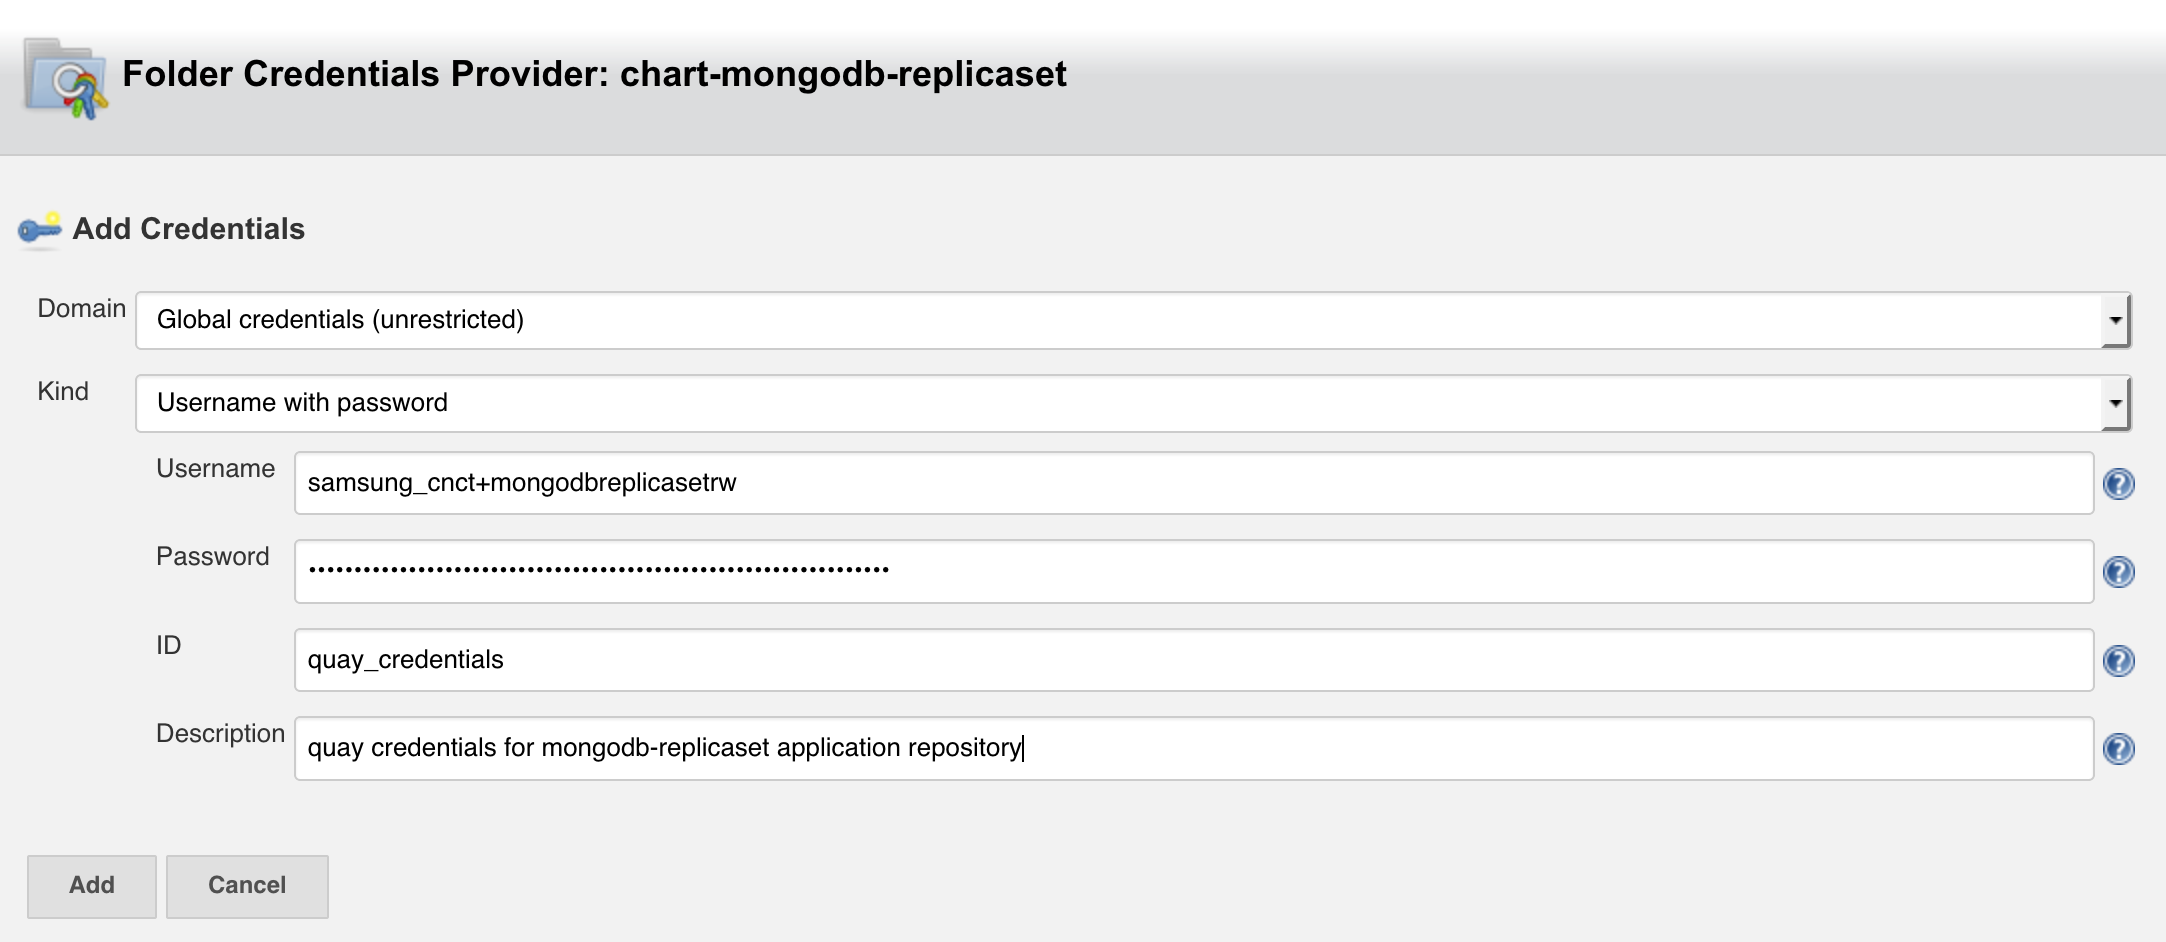 Folder Credentials Provider: chart-mongodb-replicaset
Add Credentials
Domain Global credentials (unrestricted)
Kind Username with password
Username samsung_cnct+mongodbreplicasetrw
Password ••••••••••••••••••••••••••••••••••••••••••••••••••••••••••••••••
ID quay_credentials
Description quay credentials for mongodb-replicaset application repository
Add Cancel